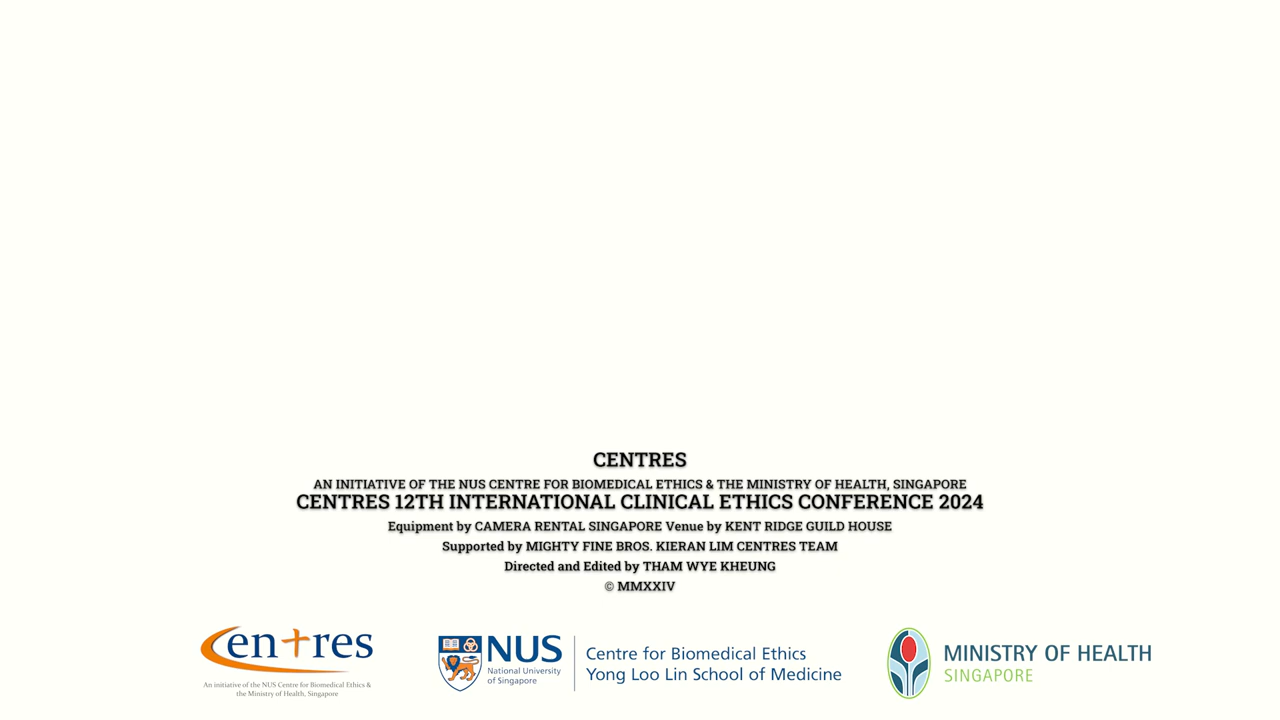 CENTRES
AN INITIATIVE OF THE NUS CENTRE FOR BIOMEDICAL ETHICS & THE MINISTRY OF HEALTH, SINGAPORE
CENTRES 12TH INTERNATIONAL CLINICAL ETHICS CONFERENCE 2024
Equipment by CAMERA RENTAL SINGAPORE Venue by KENT RIDGE GUILD HOUSE
Supported by MIGHTY FINE BROS. KIERAN LIM CENTRES TEAM
Directed and Edited by THAM WYE KHEUNG
© MMXXIV
Centres
An initiative of the NUS Centre for Biomedical Ethics &
the Ministry of Health, Singapore
NUS
National University
of Singapore
Centre for Biomedical Ethics
Yong Loo Lin School of Medicine
MINISTRY OF HEALTH
SINGAPORE